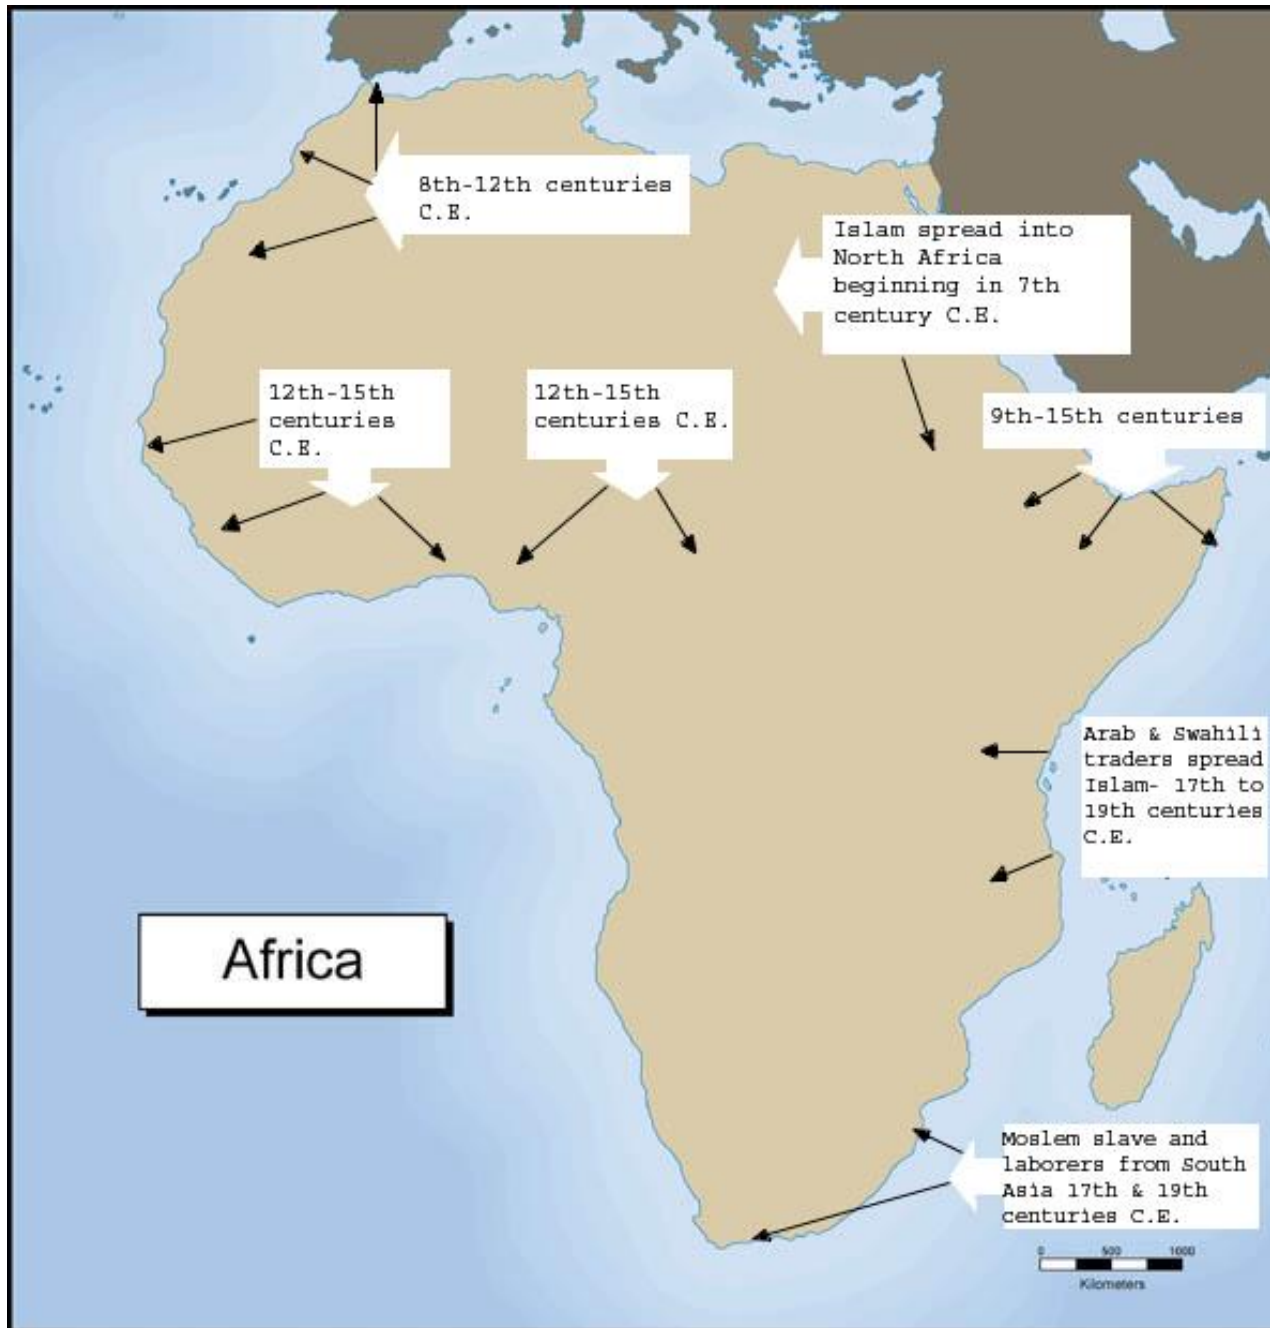 8th-12th centuries
C.E.
Islam spread into
North Africa
beginning in 7th
century C.E.
12th-15th
centuries
C.E.
12th-15th
centuries C.E.
9th-15th centuries
Arab & Swahili
traders spread
Islam- 17th to
19th centuries
C.E.
Africa
Moslem slave and
laborers from South
Asia 17th & 19th
centuries C.E.
0 500 1000
Kilometers